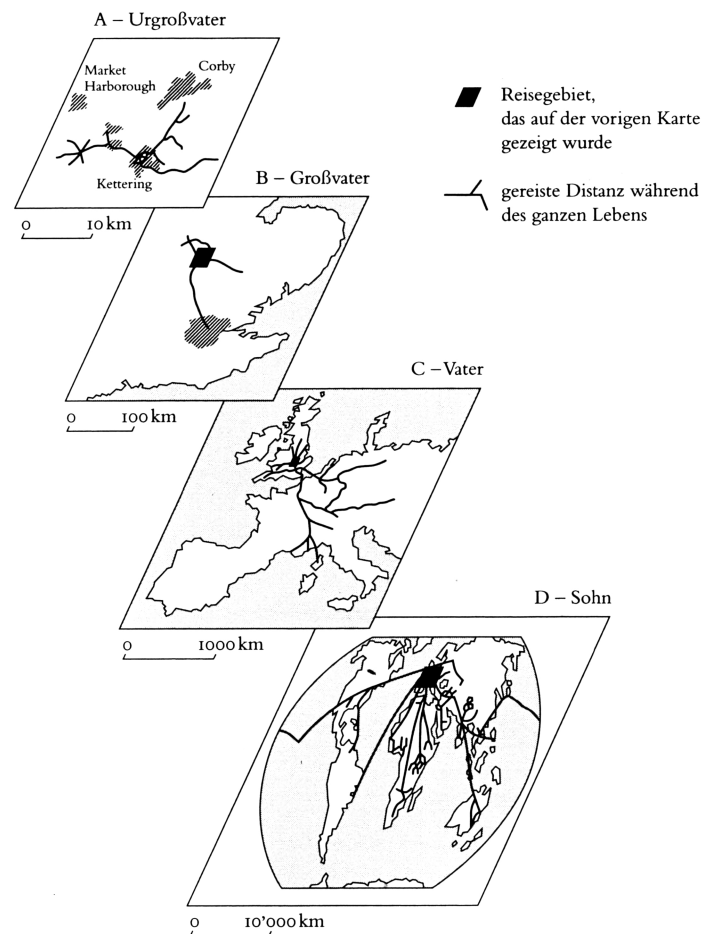 A – Urgroßvater
Market
Harborough
Corby
Kettering
0 10 km
Reisegebiet,
das auf der vorigen Karte
gezeigt wurde
gereiste Distanz während
des ganzen Lebens
B – Großvater
0 100 km
C – Vater
0 1000 km
D – Sohn
0 10'000 km